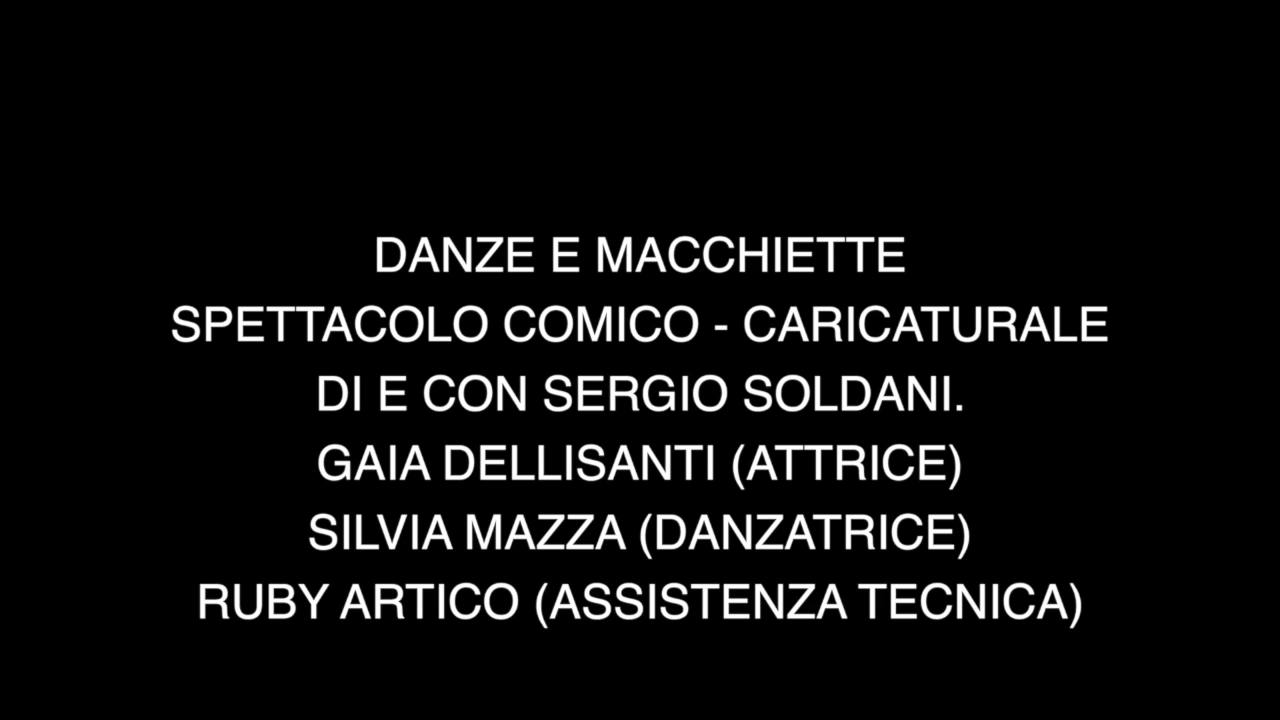 DANZE E MACCHIETTE
SPETTACOLO COMICO - CARICATURALE
DI E CON SERGIO SOLDANI.
GAIA DELLISANTI (ATTRICE)
SILVIA MAZZA (DANZATRICE)
RUBY ARTICO (ASSISTENZA TECNICA)